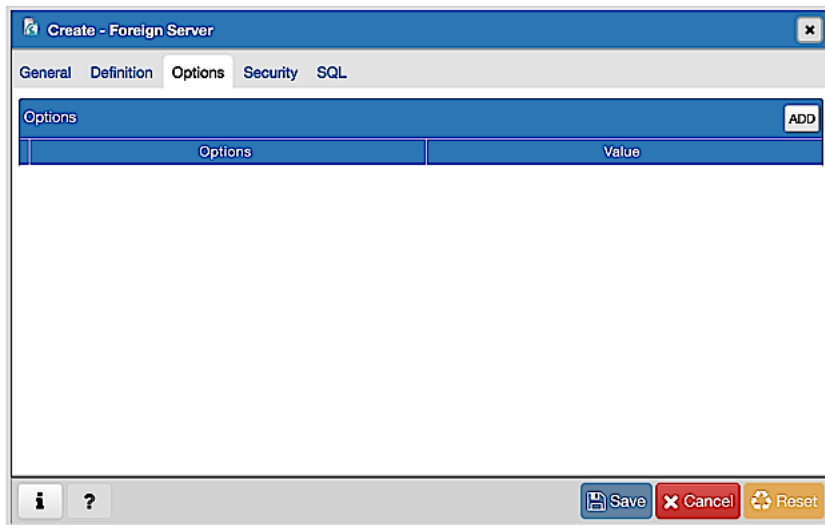 Create - Foreign Server
General Definition Options Security SQL
Options ADD
Options Value
i ? Save Cancel Reset